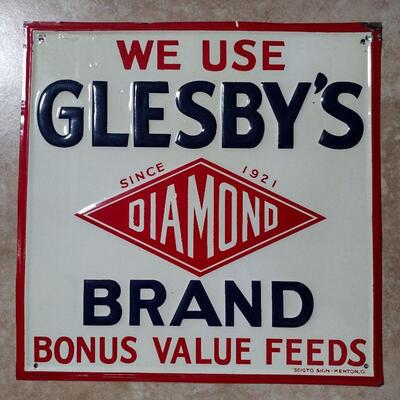 WE USE
GLESBY'S
SINCE 1921
DIAMOND
BRAND
BONUS VALUE FEEDS
SCIOTO SIGN - KENTON, O.